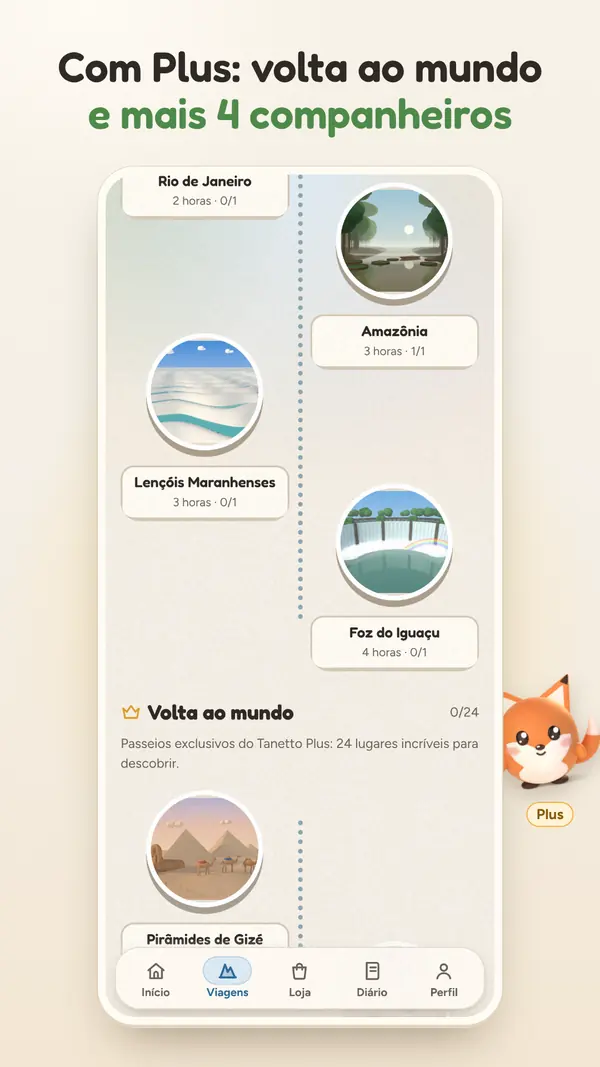 Com Plus: volta ao mundo
e mais 4 companheiros
Rio de Janeiro
2 horas · 0/1
Amazônia
3 horas · 1/1
Lençóis Maranhenses
3 horas · 0/1
Foz do Iguaçu
4 horas · 0/1
Volta ao mundo
0/24
Passeios exclusivos do Tanetto Plus: 24 lugares incríveis para
descobrir.
Plus
Pirâmides de Gizé
Início
Viagens
Loja
Diário
Perfil